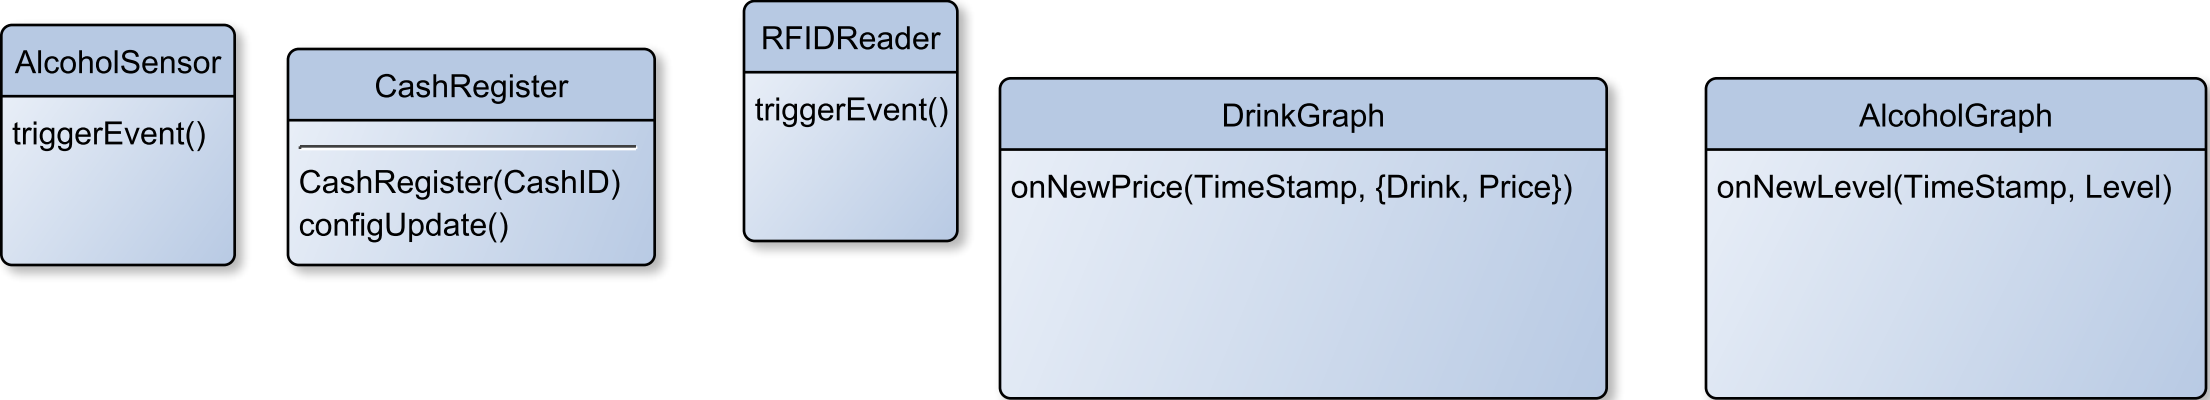 AlcoholSensor
triggerEvent()
CashRegister
CashRegister(CashID)
configUpdate()
RFIDReader
triggerEvent()
DrinkGraph
onNewPrice(TimeStamp, {Drink, Price})
AlcoholGraph
onNewLevel(TimeStamp, Level)